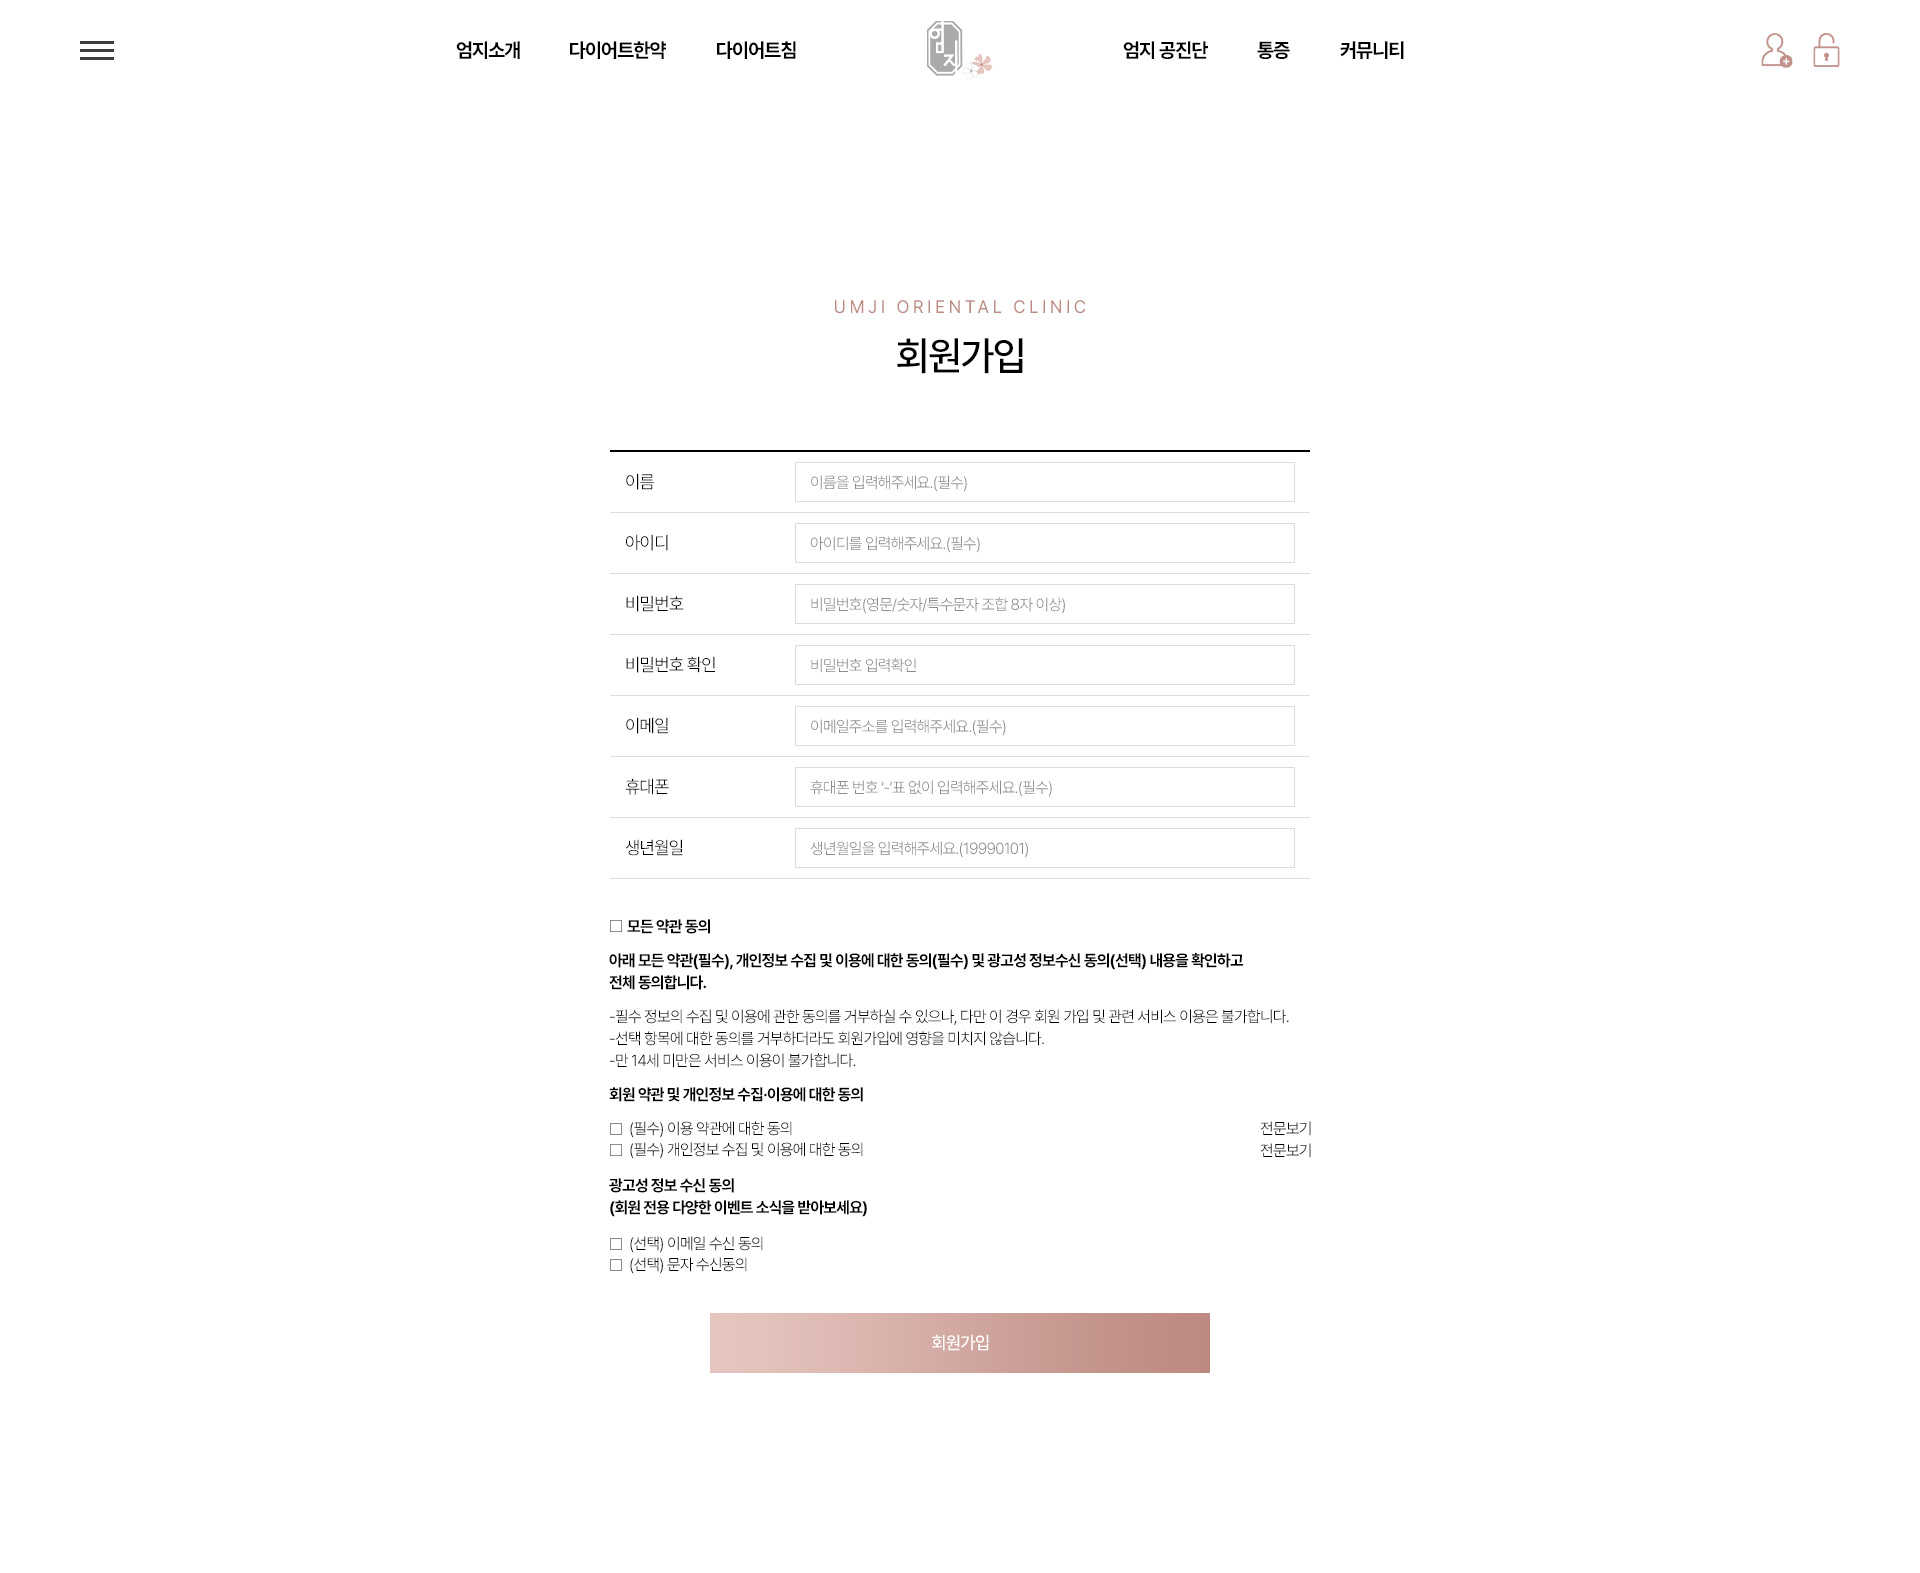 엄지소개 다이어트한약 다이어트침 엄지 엄지 공진단 통증 커뮤니티
UMJI ORIENTAL CLINIC
회원가입
이름 이름을 입력해주세요.(필수)
아이디 아이디를 입력해주세요.(필수)
비밀번호 비밀번호(영문/숫자/특수문자 조합 8자 이상)
비밀번호 확인 비밀번호 입력확인
이메일 이메일주소를 입력해주세요.(필수)
휴대폰 휴대폰 번호 ‘-’표 없이 입력해주세요.(필수)
생년월일 생년월일을 입력해주세요.(19990101)
모든 약관 동의
아래 모든 약관(필수), 개인정보 수집 및 이용에 대한 동의(필수) 및 광고성 정보수신 동의(선택) 내용을 확인하고
전체 동의합니다.
-필수 정보의 수집 및 이용에 관한 동의를 거부하실 수 있으나, 다만 이 경우 회원 가입 및 관련 서비스 이용은 불가합니다.
-선택 항목에 대한 동의를 거부하더라도 회원가입에 영향을 미치지 않습니다.
-만 14세 미만은 서비스 이용이 불가합니다.
회원 약관 및 개인정보 수집·이용에 대한 동의
(필수) 이용 약관에 대한 동의 전문보기
(필수) 개인정보 수집 및 이용에 대한 동의 전문보기
광고성 정보 수신 동의
(회원 전용 다양한 이벤트 소식을 받아보세요)
(선택) 이메일 수신 동의
(선택) 문자 수신동의
회원가입